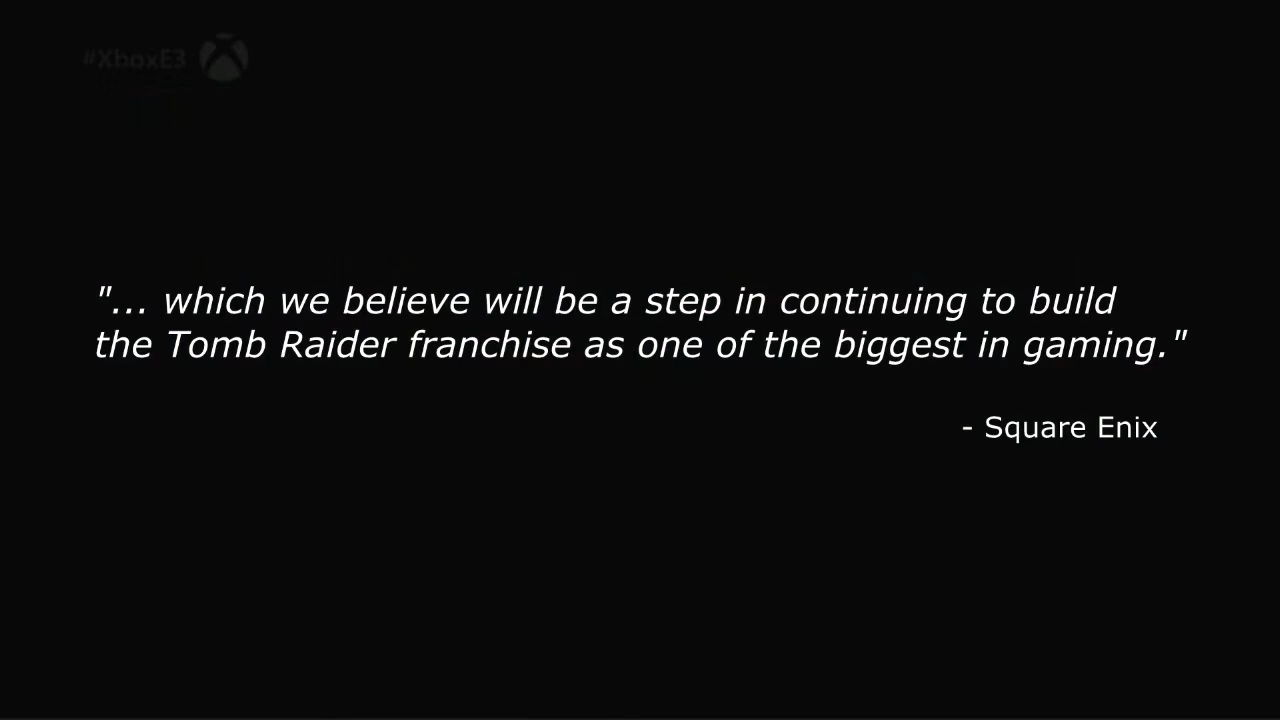 #XboxE3
"... which we believe will be a step in continuing to build
the Tomb Raider franchise as one of the biggest in gaming."
- Square Enix